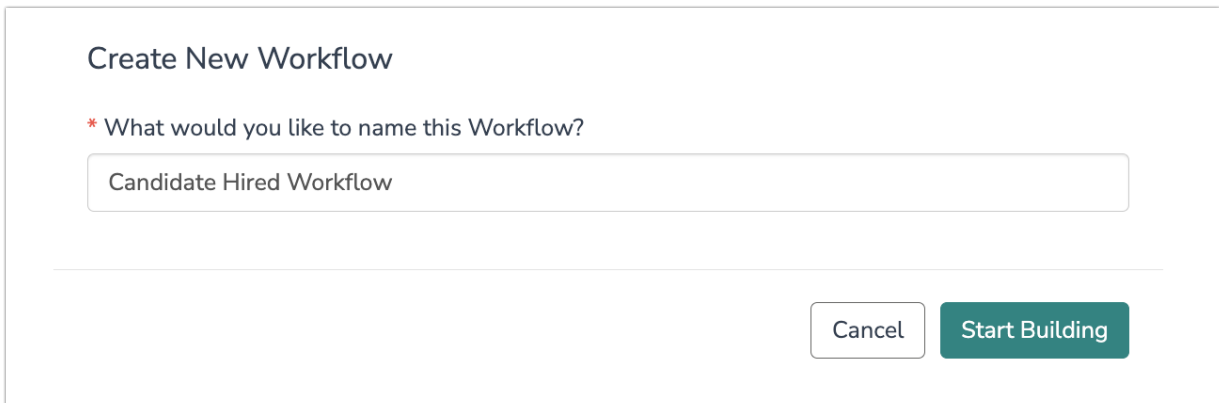 Create New Workflow
* What would you like to name this Workflow?
Candidate Hired Workflow
Cancel Start Building